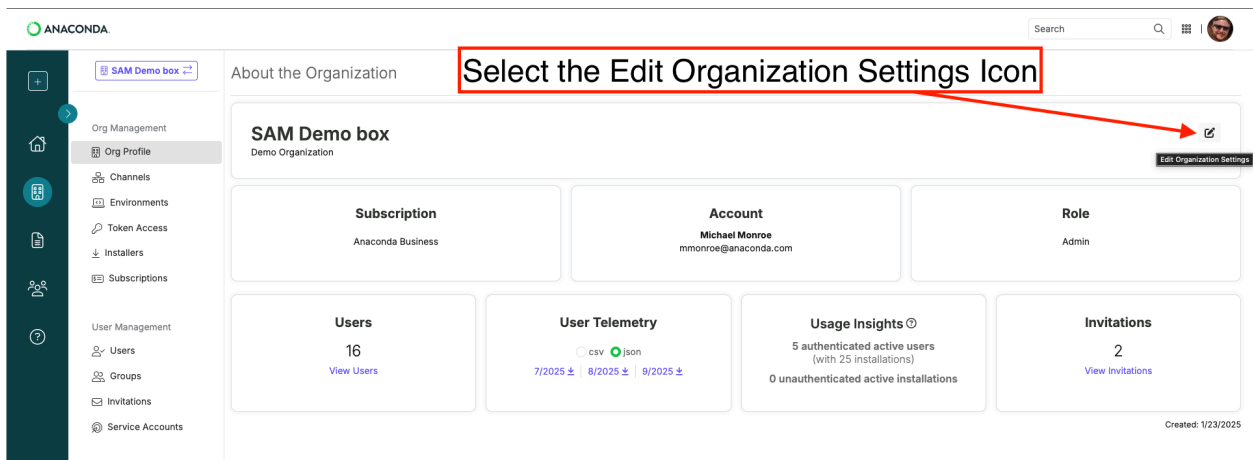 ANACONDA.
Search
SAM Demo box
About the Organization
Select the Edit Organization Settings Icon
Org Management
Org Profile
Channels
Environments
Token Access
Installers
Subscriptions
User Management
Users
Groups
Invitations
Service Accounts
SAM Demo box
Demo Organization
Edit Organization Settings
Subscription
Anaconda Business
Account
Michael Monroe
mmonroe@anaconda.com
Role
Admin
Users
16
View Users
User Telemetry
csv json
7/2025 8/2025 9/2025
Usage Insights
5 authenticated active users
(with 25 installations)
0 unauthenticated active installations
Invitations
2
View Invitations
Created: 1/23/2025